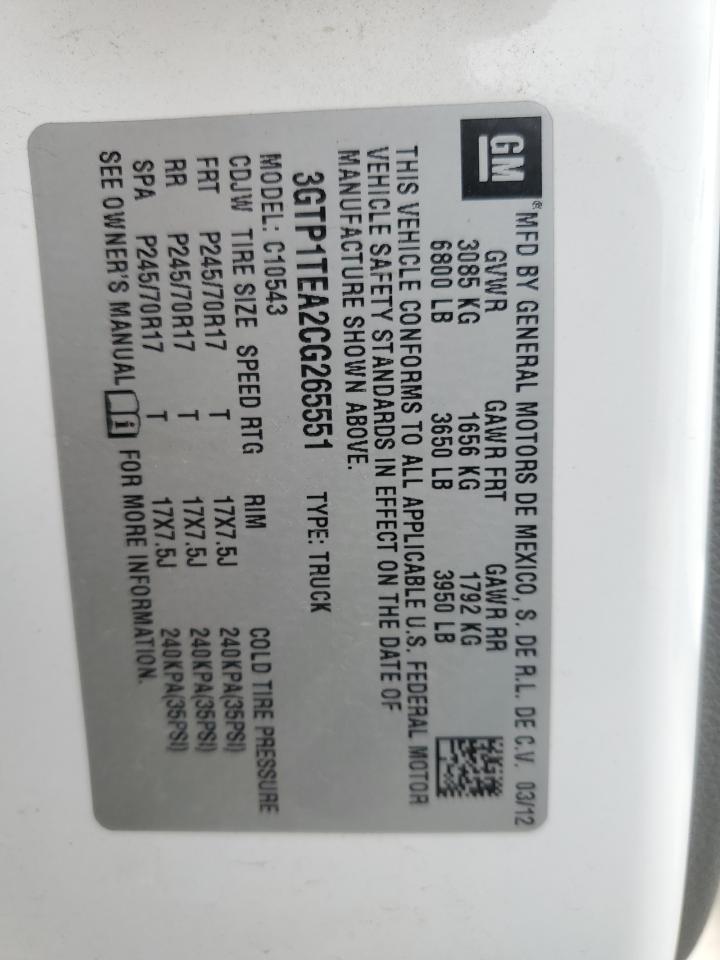 GM® MFD BY GENERAL MOTORS DE MEXICO, S. DE R.L. DE C.V. 03/12
GVWR GAWR FRT GAWR RR
3085 KG 1656 KG 1792 KG
6800 LB 3650 LB 3950 LB
THIS VEHICLE CONFORMS TO ALL APPLICABLE U.S. FEDERAL MOTOR
VEHICLE SAFETY STANDARDS IN EFFECT ON THE DATE OF
MANUFACTURE SHOWN ABOVE.
3GTP1TEA2CG265551 TYPE: TRUCK
MODEL: C10543
CDJW TIRE SIZE SPEED RTG RIM COLD TIRE PRESSURE
FRT P245/70R17 T 17X7.5J 240KPA(35PSI)
RR P245/70R17 T 17X7.5J 240KPA(35PSI)
SPA P245/70R17 T 17X7.5J 240KPA(35PSI)
SEE OWNER'S MANUAL FOR MORE INFORMATION.